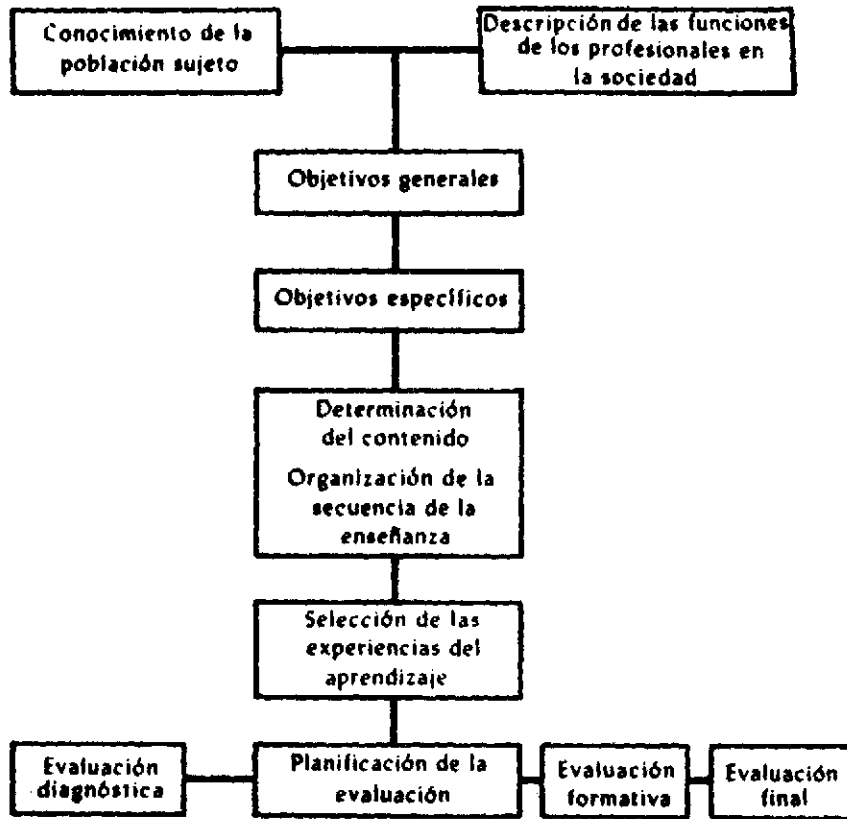 Conocimiento de la
población sujeto
Descripción de las funciones
de los profesionales en
la sociedad
Objetivos generales
Objetivos específicos
Determinación
del contenido
Organización de la
secuencia de la
enseñanza
Selección de las
experiencias del
aprendizaje
Evaluación
diagnóstica
Planificación de la
evaluación
Evaluación
formativa
Evaluación
final